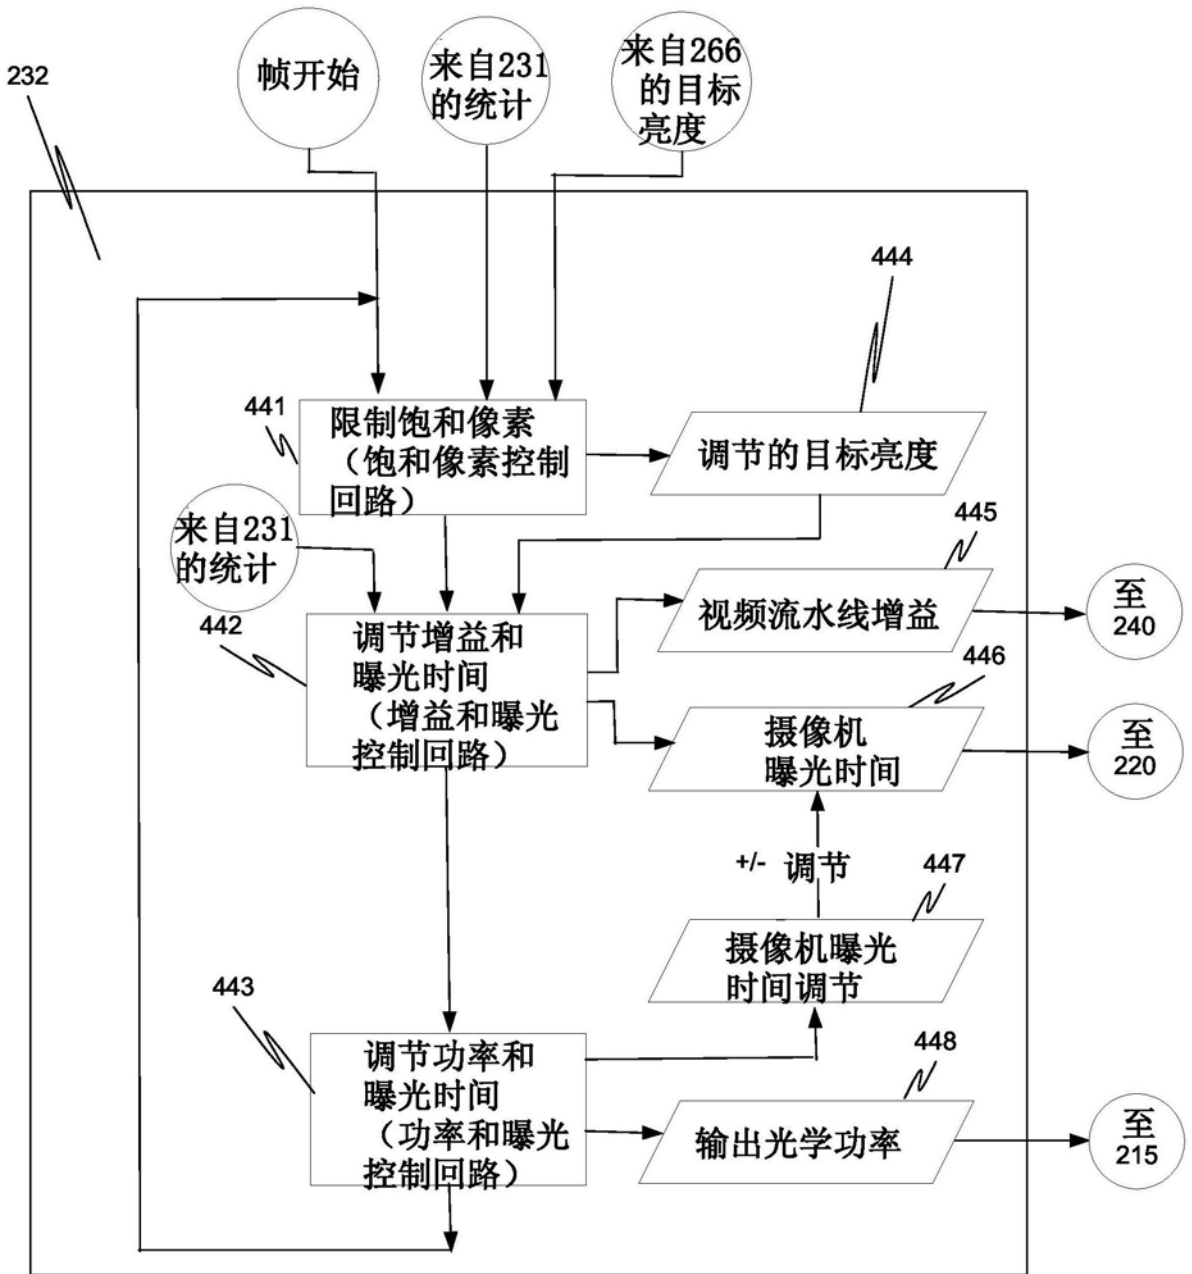 232
帧开始
来自231
的统计
来自266
的目标
亮度
444
441
限制饱和像素
（饱和像素控制
回路）
调节的目标亮度
来自231
的统计
445
442
调节增益和
曝光时间
（增益和曝光
控制回路）
视频流水线增益
至
240
446
摄像机
曝光时间
至
220
+/- 调节
447
摄像机曝光
时间调节
443
调节功率和
曝光时间
（功率和曝光
控制回路）
448
输出光学功率
至
215